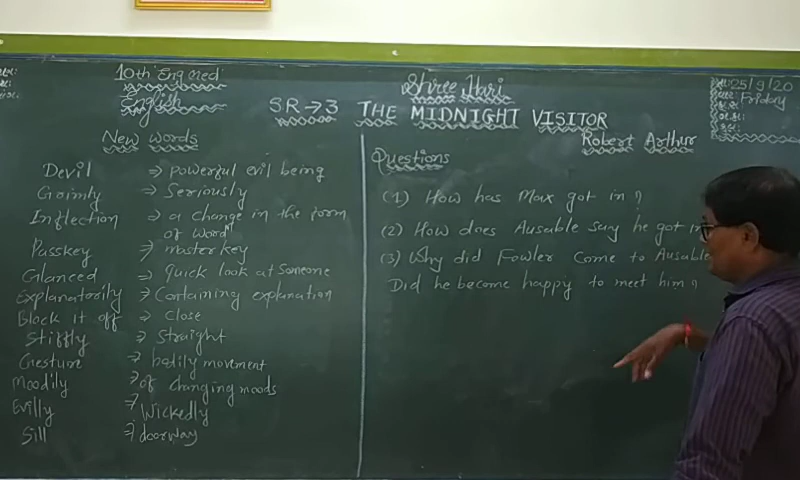 10th Eng med
English
Shree Hari
25/9/20
Friday
SR → 3 THE MIDNIGHT VISITOR
Robert Arthur
New words
Devil ⇒ powerful evil being
Grimly ⇒ Seriously
Inflection ⇒ a change in the form
of word
Passkey ⇒ master key
Glanced ⇒ quick look at someone
Explanatorily ⇒ Containing explanation
Block it off ⇒ close
Stiffly ⇒ Straight
Gesture ⇒ bodily movement
Moodily ⇒ of changing moods
Evilly ⇒ Wickedly
Sill ⇒ doorway
Questions
(1) How has Max got in ?
(2) How does Ausable say he got in
(3) Why did Fowler Come to Ausable
Did he become happy to meet him ?